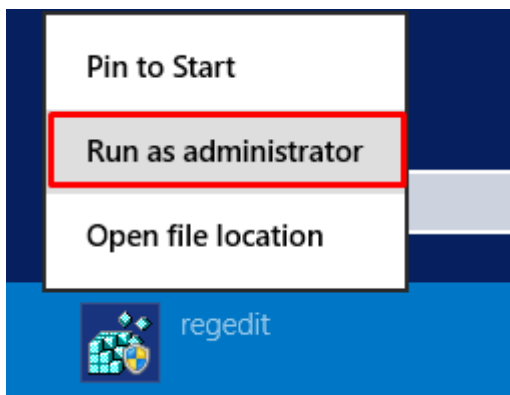 Pin to Start
Run as administrator
Open file location
regedit